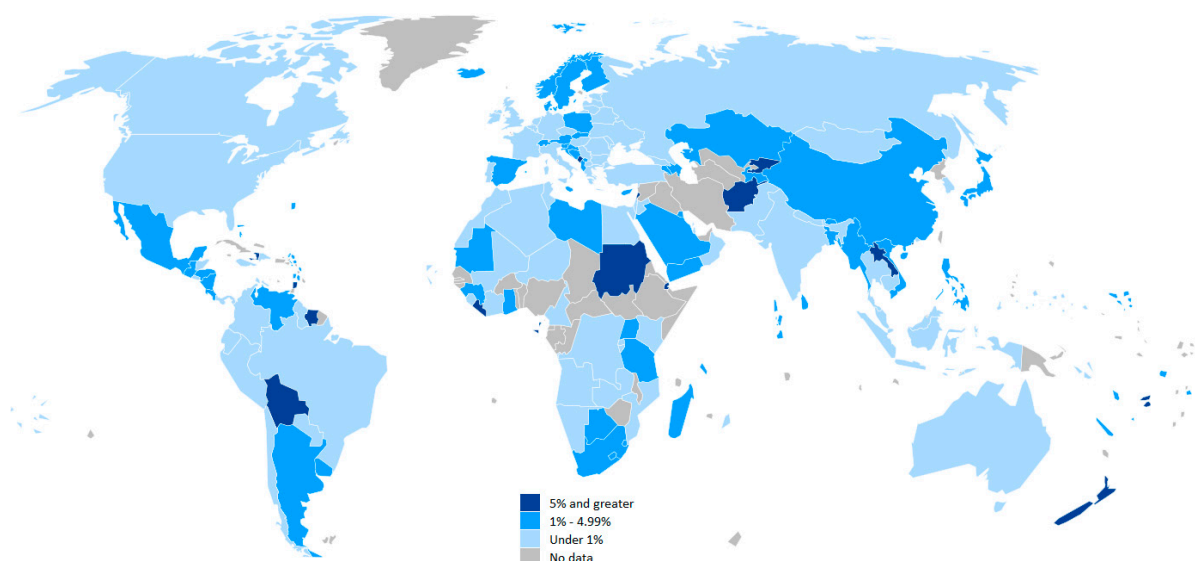 5% and greater
1% - 4.99%
Under 1%
No data